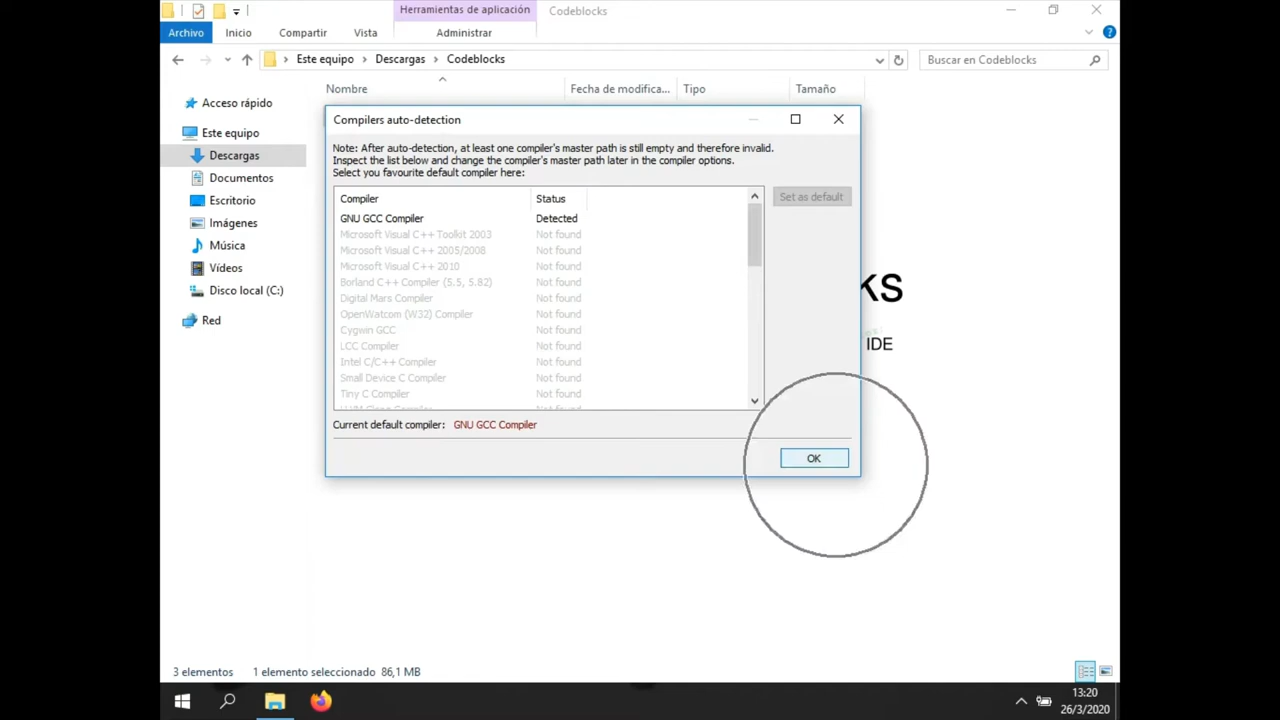 Herramientas de aplicación
Codeblocks
Archivo
Inicio
Compartir
Vista
Administrar
Este equipo
Descargas
Codeblocks
Buscar en Codeblocks
Nombre
Fecha de modifica...
Tipo
Tamaño
Acceso rápido
Este equipo
Descargas
Documentos
Escritorio
Imágenes
Música
Vídeos
Disco local (C:)
Red
Compilers auto-detection
Note: After auto-detection, at least one compiler's master path is still empty and therefore invalid.
Inspect the list below and change the compiler's master path later in the compiler options.
Select you favourite default compiler here:
Compiler Status
GNU GCC Compiler Detected
Microsoft Visual C++ Toolkit 2003 Not found
Microsoft Visual C++ 2005/2008 Not found
Microsoft Visual C++ 2010 Not found
Borland C++ Compiler (5.5, 5.82) Not found
Digital Mars Compiler Not found
OpenWatcom (W32) Compiler Not found
Cygwin GCC Not found
LCC Compiler Not found
Intel C/C++ Compiler Not found
Small Device C Compiler Not found
Tiny C Compiler Not found
Set as default
Current default compiler: GNU GCC Compiler
OK
IDE
3 elementos
1 elemento seleccionado 86,1 MB
13:20
26/3/2020